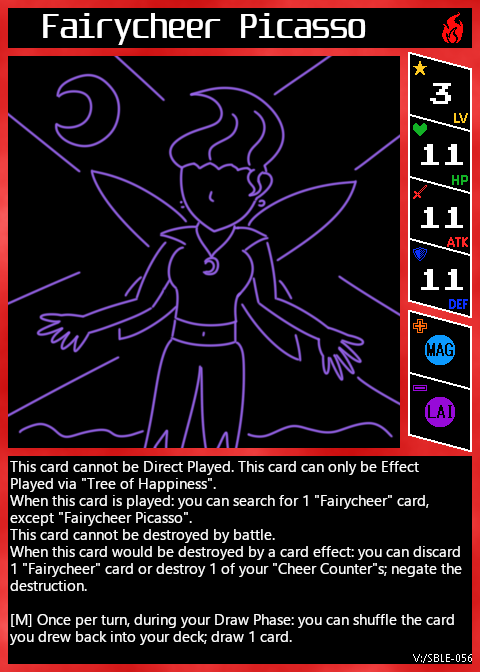 Fairycheer Picasso
3
LV
11
HP
11
ATK
11
DEF
MAG
LAI
This card cannot be Direct Played. This card can only be Effect
Played via "Tree of Happiness".
When this card is played: you can search for 1 "Fairycheer" card,
except "Fairycheer Picasso".
This card cannot be destroyed by battle.
When this card would be destroyed by a card effect: you can discard
1 "Fairycheer" card or destroy 1 of your "Cheer Counter"s; negate the
destruction.
[M] Once per turn, during your Draw Phase: you can shuffle the card
you drew back into your deck; draw 1 card.
V:/SBLE-056